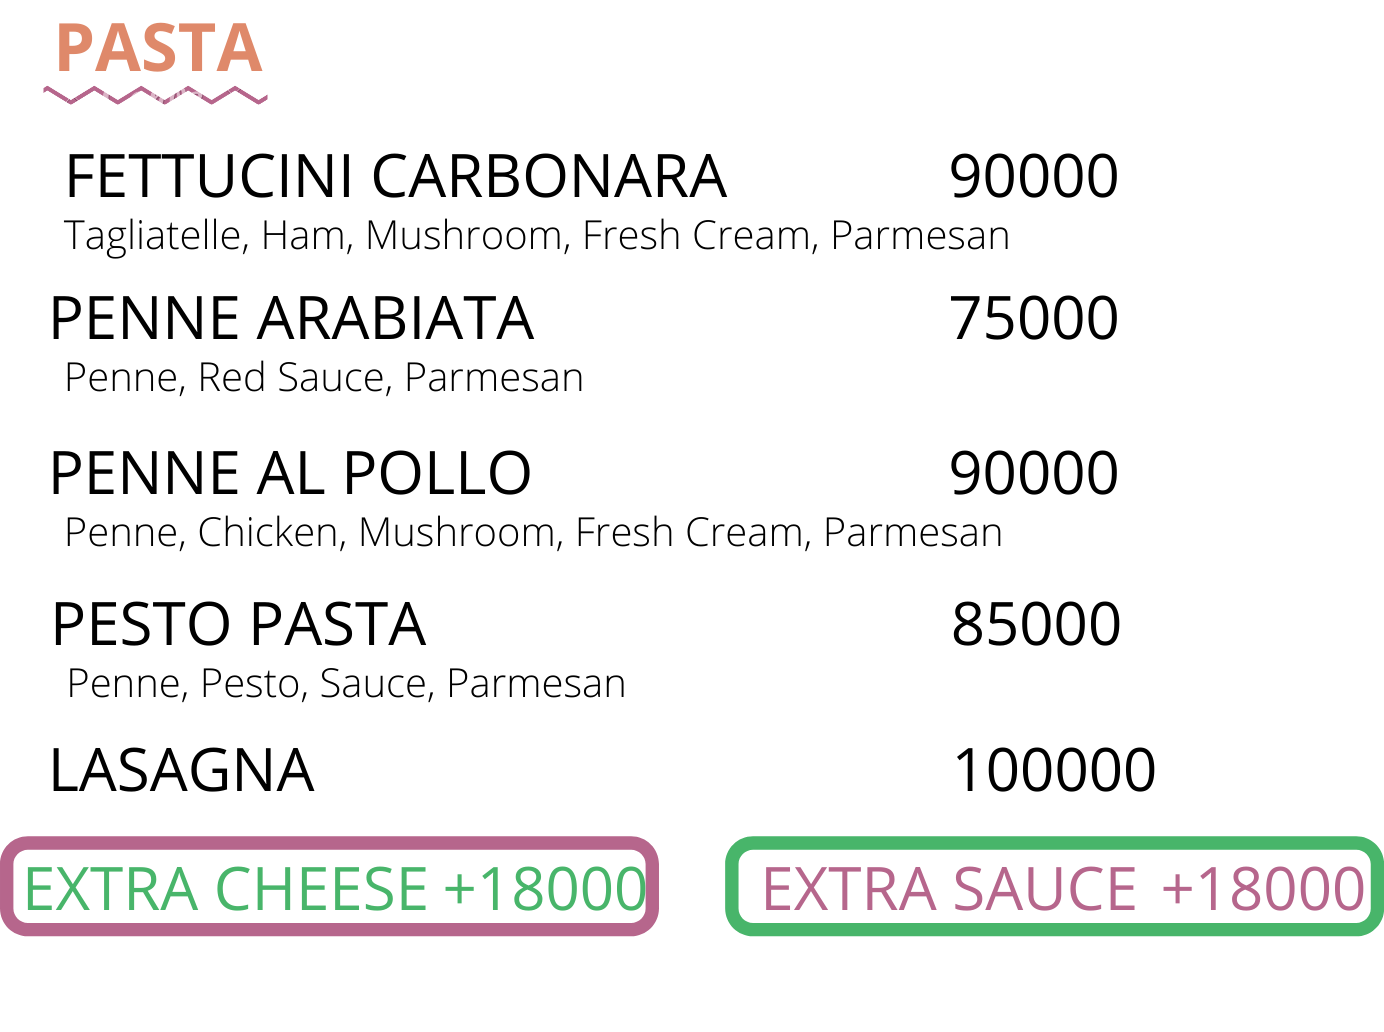 PASTA
FETTUCINI CARBONARA 90000
Tagliatelle, Ham, Mushroom, Fresh Cream, Parmesan
PENNE ARABIATA 75000
Penne, Red Sauce, Parmesan
PENNE AL POLLO 90000
Penne, Chicken, Mushroom, Fresh Cream, Parmesan
PESTO PASTA 85000
Penne, Pesto, Sauce, Parmesan
LASAGNA 100000
EXTRA CHEESE +18000 EXTRA SAUCE +18000